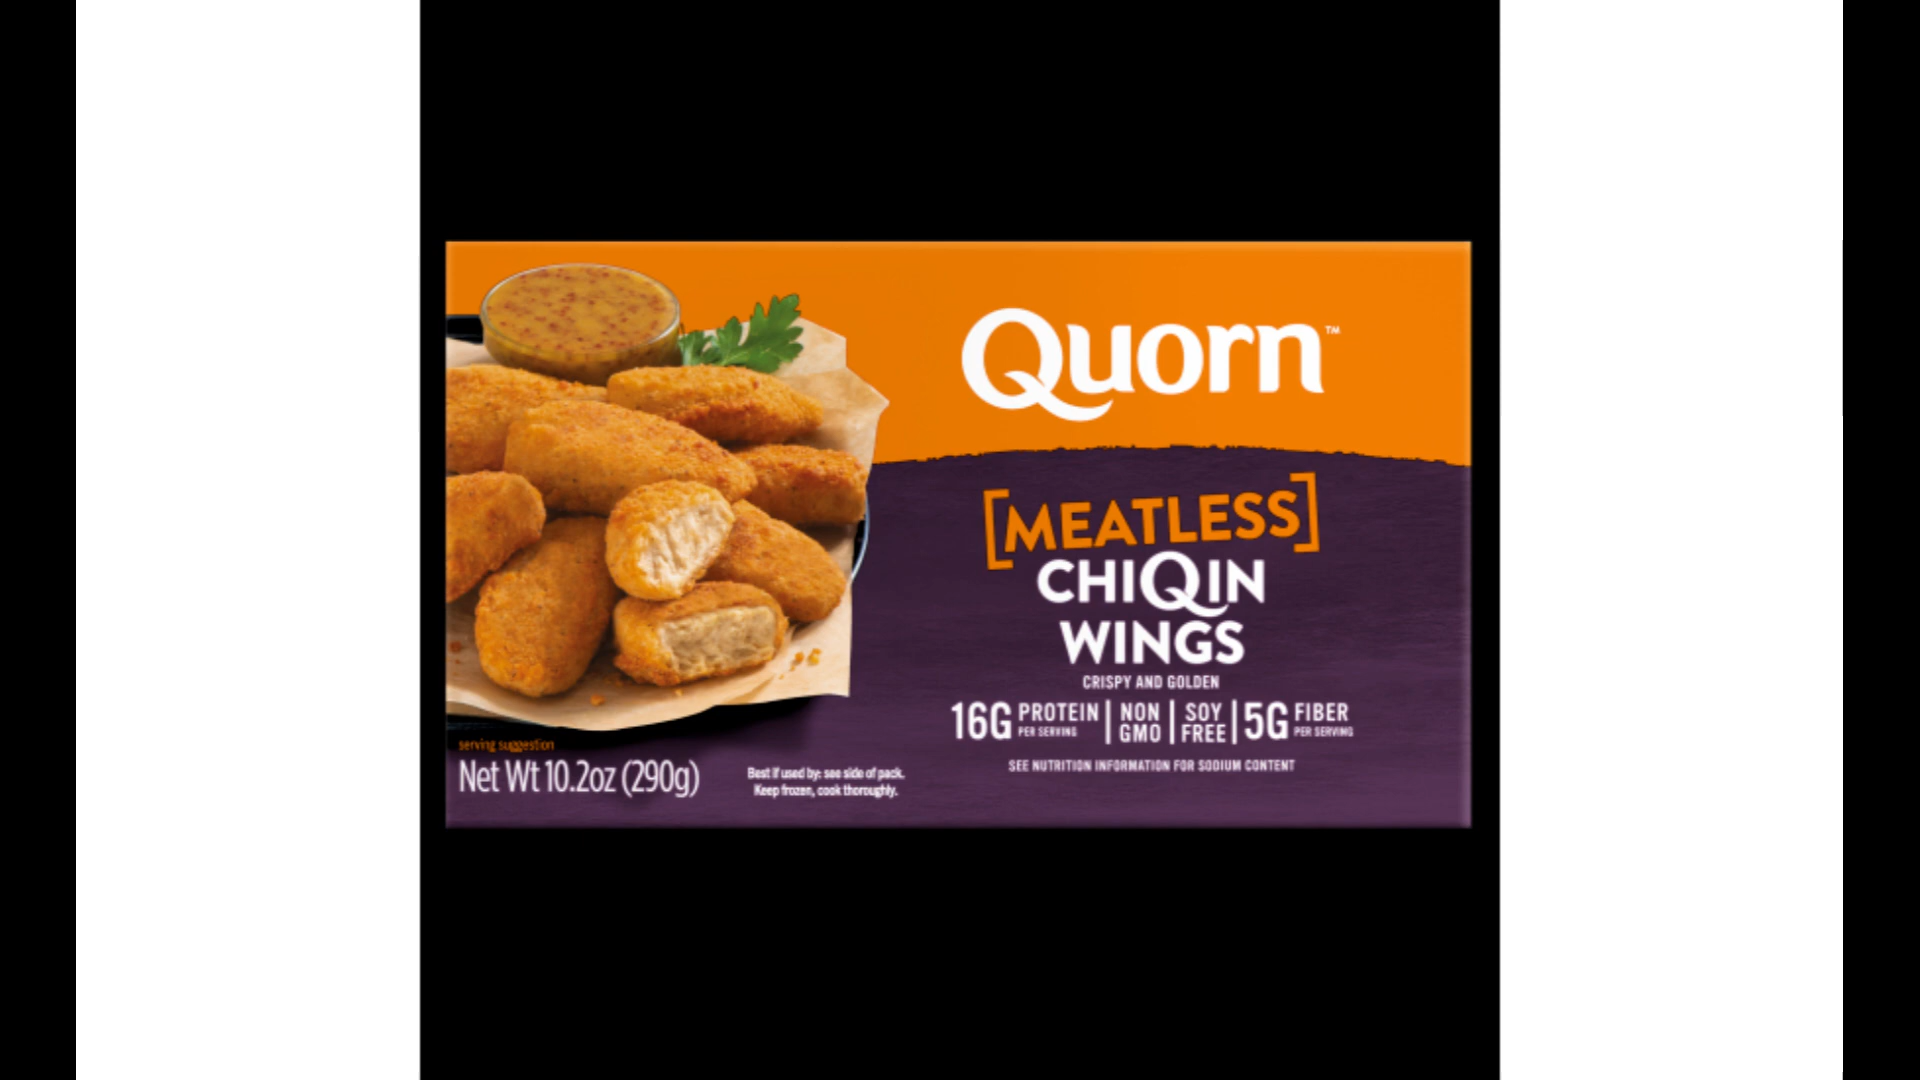 Quorn™
[MEATLESS]
CHIQIN
WINGS
CRISPY AND GOLDEN
16G PROTEIN PER SERVING | NON GMO | SOY FREE | 5G FIBER PER SERVING
SEE NUTRITION INFORMATION FOR SODIUM CONTENT
serving suggestion
Net Wt 10.2oz (290g)
Best if used by: see side of pack.
Keep frozen, cook thoroughly.